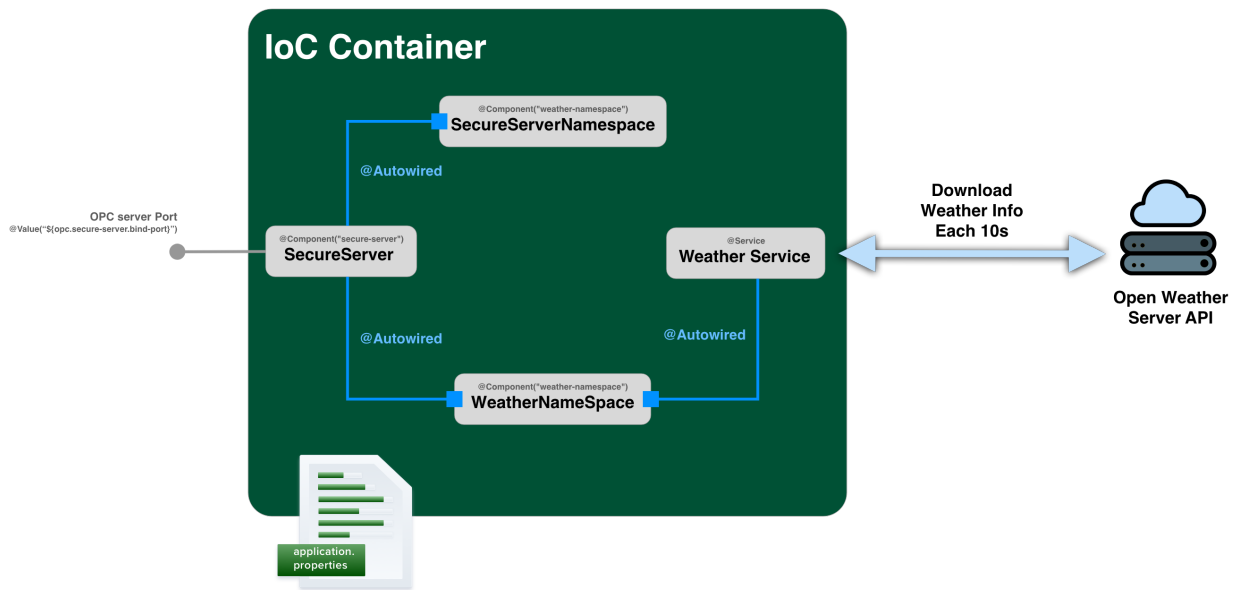 IoC Container
@Component("weather-namespace")
SecureServerNamespace
@Autowired
OPC server Port
@Value(“${opc.secure-server.bind-port}”)
@Component("secure-server")
SecureServer
@Service
Weather Service
Download
Weather Info
Each 10s
Open Weather
Server API
@Autowired
@Autowired
@Component("weather-namespace")
WeatherNameSpace
application.
properties